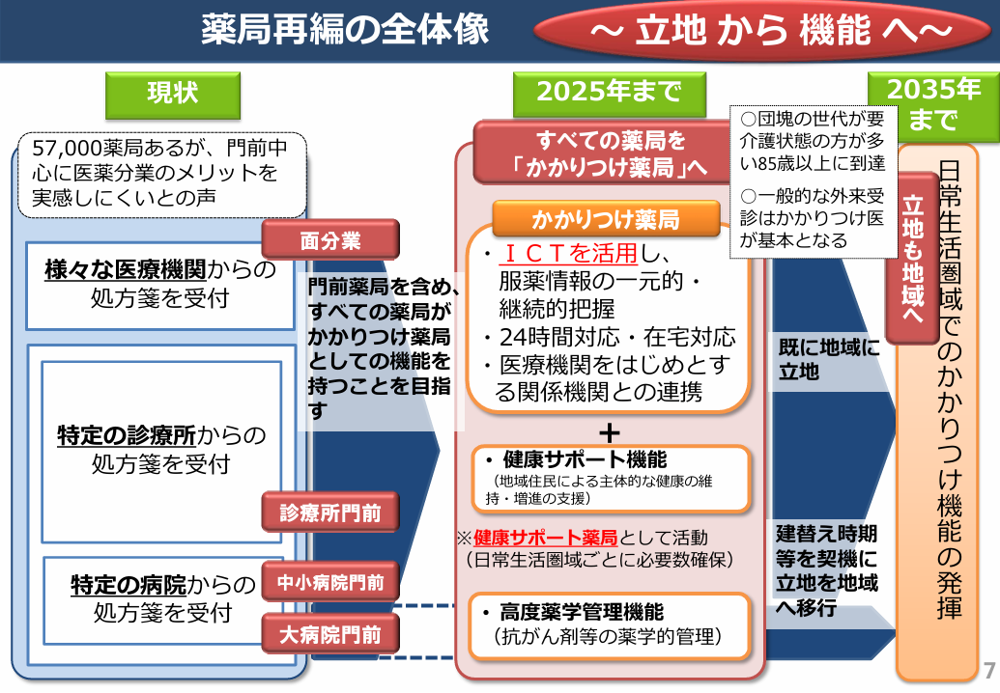 薬局再編の全体像
～ 立地 から 機能 へ～
現状
57,000薬局あるが、門前中
心に医薬分業のメリットを
実感しにくいとの声
面分業
様々な医療機関からの
処方箋を受付
特定の診療所からの
処方箋を受付
診療所門前
特定の病院からの
処方箋を受付
中小病院門前
大病院門前
門前薬局を含め、
すべての薬局が
かかりつけ薬局
としての機能を
持つことを目指
す
2025年まで
すべての薬局を
「かかりつけ薬局」へ
かかりつけ薬局
・ＩＣＴを活用し、
服薬情報の一元的・
継続的把握
・24時間対応・在宅対応
・医療機関をはじめとす
る関係機関との連携
＋
・ 健康サポート機能
（地域住民による主体的な健康の維
持・増進の支援）
※健康サポート薬局として活動
（日常生活圏域ごとに必要数確保）
・ 高度薬学管理機能
（抗がん剤等の薬学的管理）
○団塊の世代が要
介護状態の方が多
い85歳以上に到達
○一般的な外来受
診はかかりつけ医
が基本となる
既に地域に
立地
建替え時期
等を契機に
立地を地域
へ移行
2035年
まで
立地も地域へ
日常生活圏域でのかかりつけ機能の発揮
7